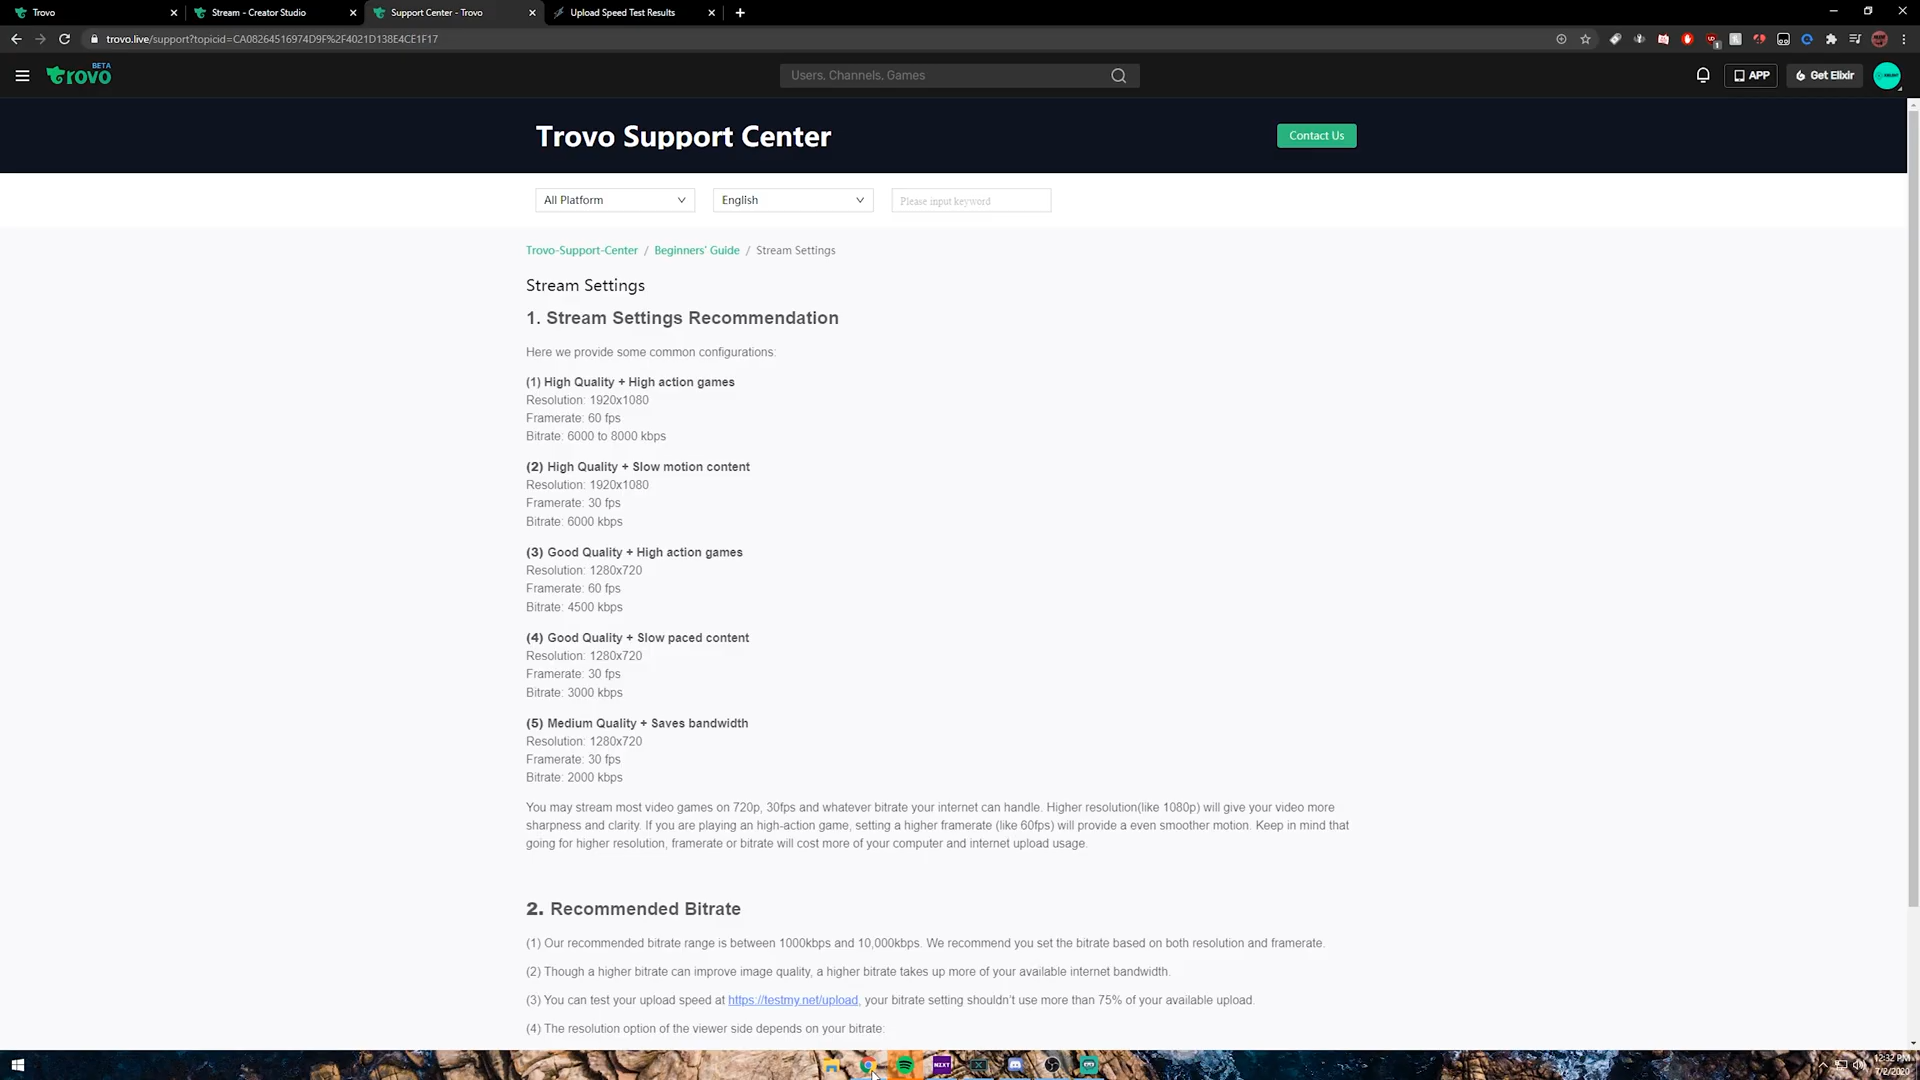 Trovo
Stream - Creator Studio
Support Center - Trovo
Upload Speed Test Results
trovo.live/support?topicid=CA08264516974D9F%2F4021D138E4CE1F17
Trovo
BETA
Users, Channels, Games
APP
Get Elixir
Trovo Support Center
Contact Us
All Platform
English
Please input keyword
Trovo-Support-Center / Beginners' Guide / Stream Settings
Stream Settings
1. Stream Settings Recommendation
Here we provide some common configurations:
(1) High Quality + High action games
Resolution: 1920x1080
Framerate: 60 fps
Bitrate: 6000 to 8000 kbps
(2) High Quality + Slow motion content
Resolution: 1920x1080
Framerate: 30 fps
Bitrate: 6000 kbps
(3) Good Quality + High action games
Resolution: 1280x720
Framerate: 60 fps
Bitrate: 4500 kbps
(4) Good Quality + Slow paced content
Resolution: 1280x720
Framerate: 30 fps
Bitrate: 3000 kbps
(5) Medium Quality + Saves bandwidth
Resolution: 1280x720
Framerate: 30 fps
Bitrate: 2000 kbps
You may stream most video games on 720p, 30fps and whatever bitrate your internet can handle. Higher resolution(like 1080p) will give your video more
sharpness and clarity. If you are playing an high-action game, setting a higher framerate (like 60fps) will provide a even smoother motion. Keep in mind that
going for higher resolution, framerate or bitrate will cost more of your computer and internet upload usage.
2. Recommended Bitrate
(1) Our recommended bitrate range is between 1000kbps and 10,000kbps. We recommend you set the bitrate based on both resolution and framerate.
(2) Though a higher bitrate can improve image quality, a higher bitrate takes up more of your available internet bandwidth.
(3) You can test your upload speed at https://testmy.net/upload, your bitrate setting shouldn't use more than 75% of your available upload.
(4) The resolution option of the viewer side depends on your bitrate:
NZXT
12:32 PM
7/2/2020